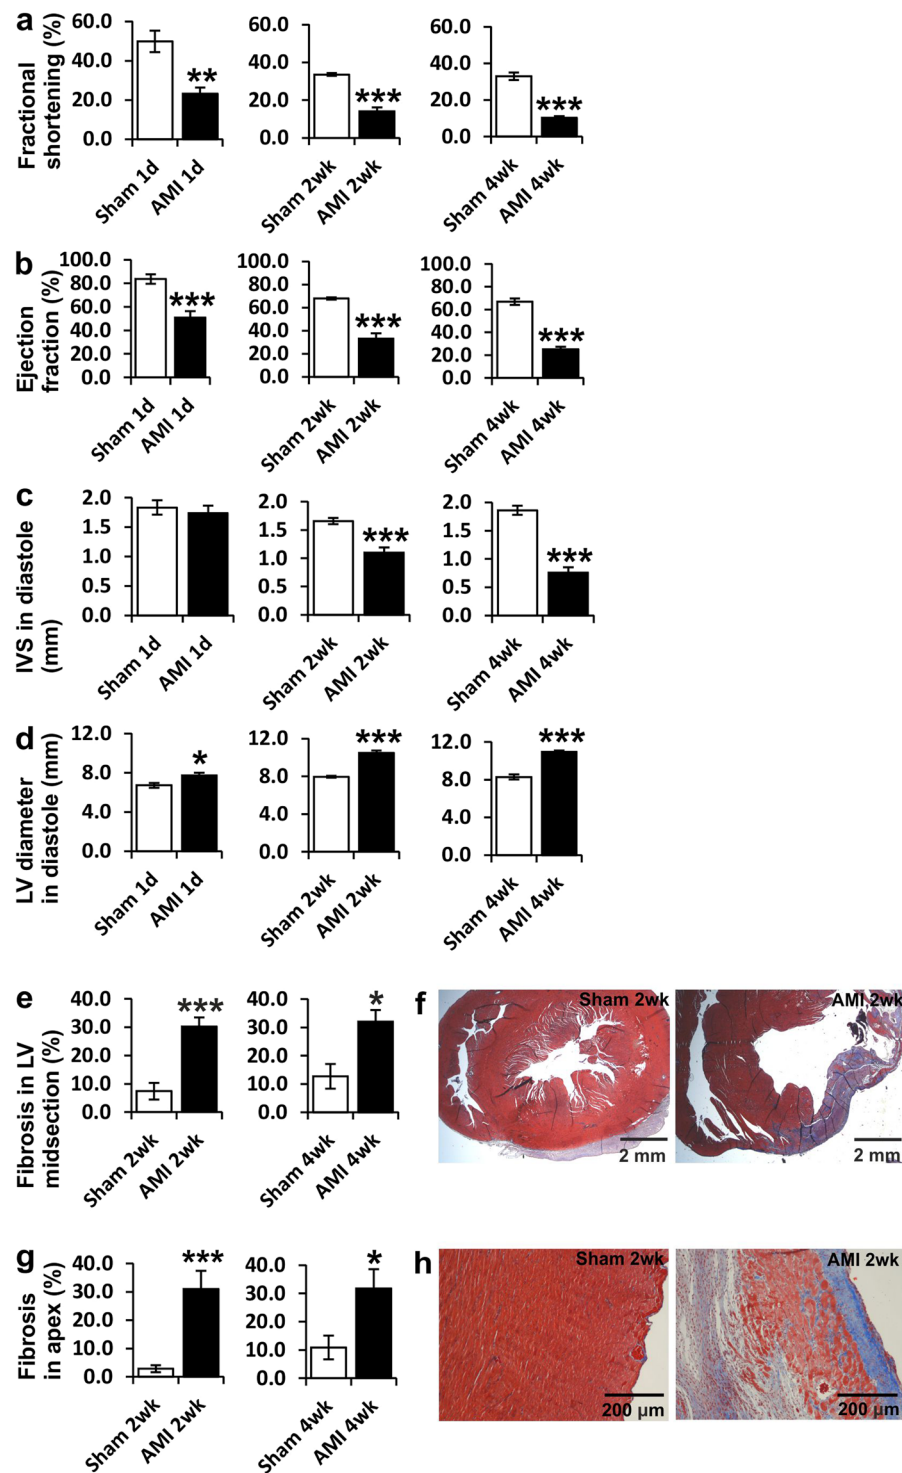 a
Fractional
shortening (%)
60.0
40.0
20.0
0.0
**
Sham 1d
AMI 1d
60.0
40.0
20.0
0.0
***
Sham 2wk
AMI 2wk
60.0
40.0
20.0
0.0
***
Sham 4wk
AMI 4wk
b
Ejection
fraction (%)
100.0
80.0
60.0
40.0
20.0
0.0
***
Sham 1d
AMI 1d
100.0
80.0
60.0
40.0
20.0
0.0
***
Sham 2wk
AMI 2wk
100.0
80.0
60.0
40.0
20.0
0.0
***
Sham 4wk
AMI 4wk
c
IVS in diastole
(mm)
2.0
1.5
1.0
0.5
0.0
Sham 1d
AMI 1d
2.0
1.5
1.0
0.5
0.0
***
Sham 2wk
AMI 2wk
2.0
1.5
1.0
0.5
0.0
***
Sham 4wk
AMI 4wk
d
LV diameter
in diastole (mm)
12.0
8.0
4.0
0.0
*
Sham 1d
AMI 1d
12.0
8.0
4.0
0.0
***
Sham 2wk
AMI 2wk
12.0
8.0
4.0
0.0
***
Sham 4wk
AMI 4wk
e
Fibrosis in LV
midsection (%)
40.0
30.0
20.0
10.0
0.0
***
Sham 2wk
AMI 2wk
40.0
30.0
20.0
10.0
0.0
*
Sham 4wk
AMI 4wk
f
Sham 2wk
2 mm
AMI 2wk
2 mm
g
Fibrosis
in apex (%)
40.0
30.0
20.0
10.0
0.0
***
Sham 2wk
AMI 2wk
40.0
30.0
20.0
10.0
0.0
*
Sham 4wk
AMI 4wk
h
Sham 2wk
200 µm
AMI 2wk
200 µm